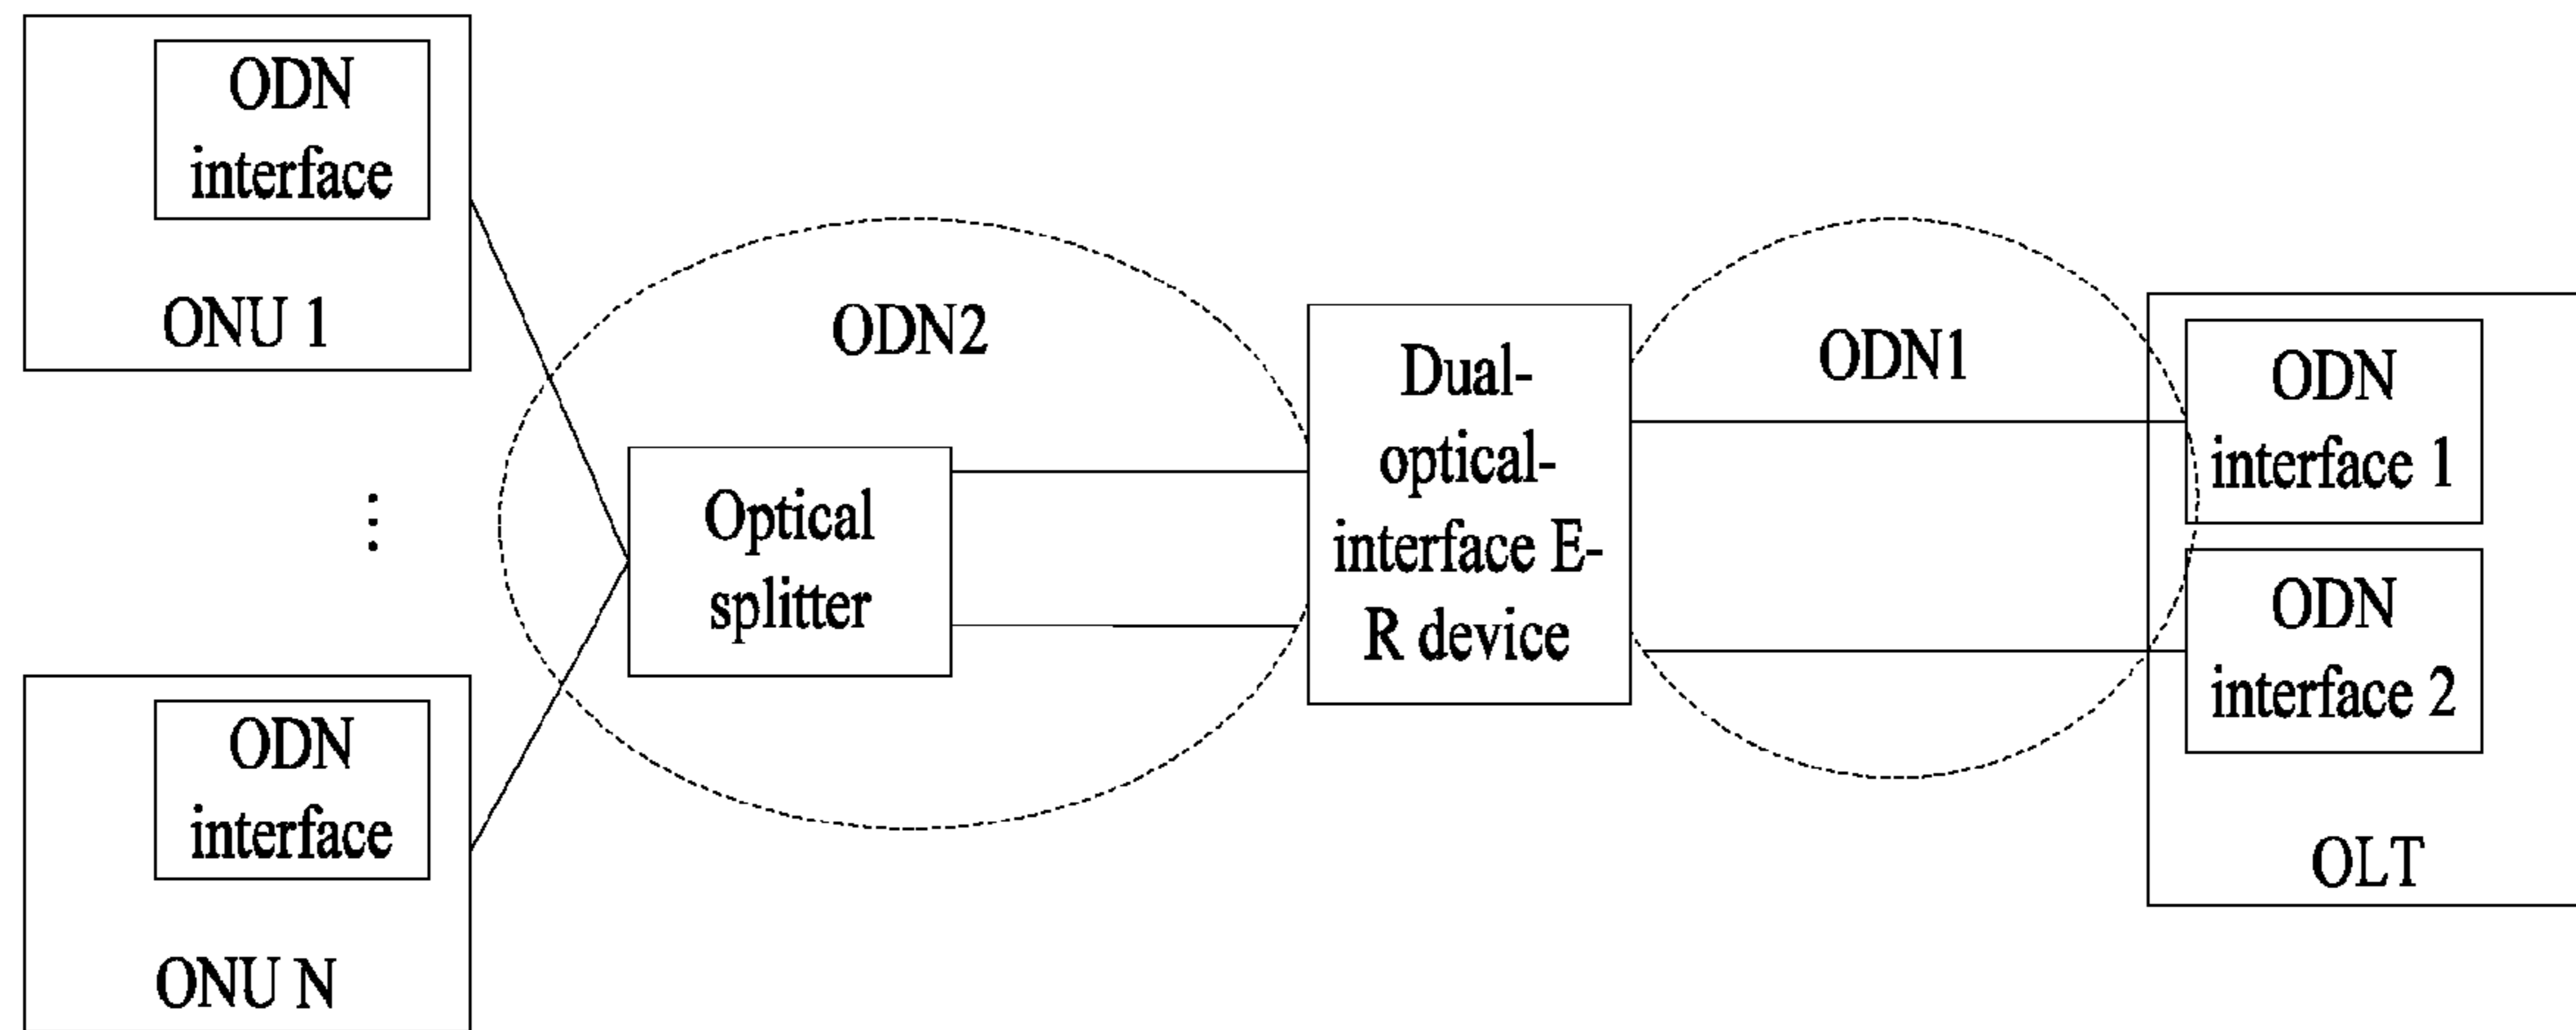 ODN
interface
ONU 1
ODN
interface
ONU N
ODN2
Optical
splitter
Dual-
optical-
interface E-
R device
ODN1
ODN
interface 1
ODN
interface 2
OLT